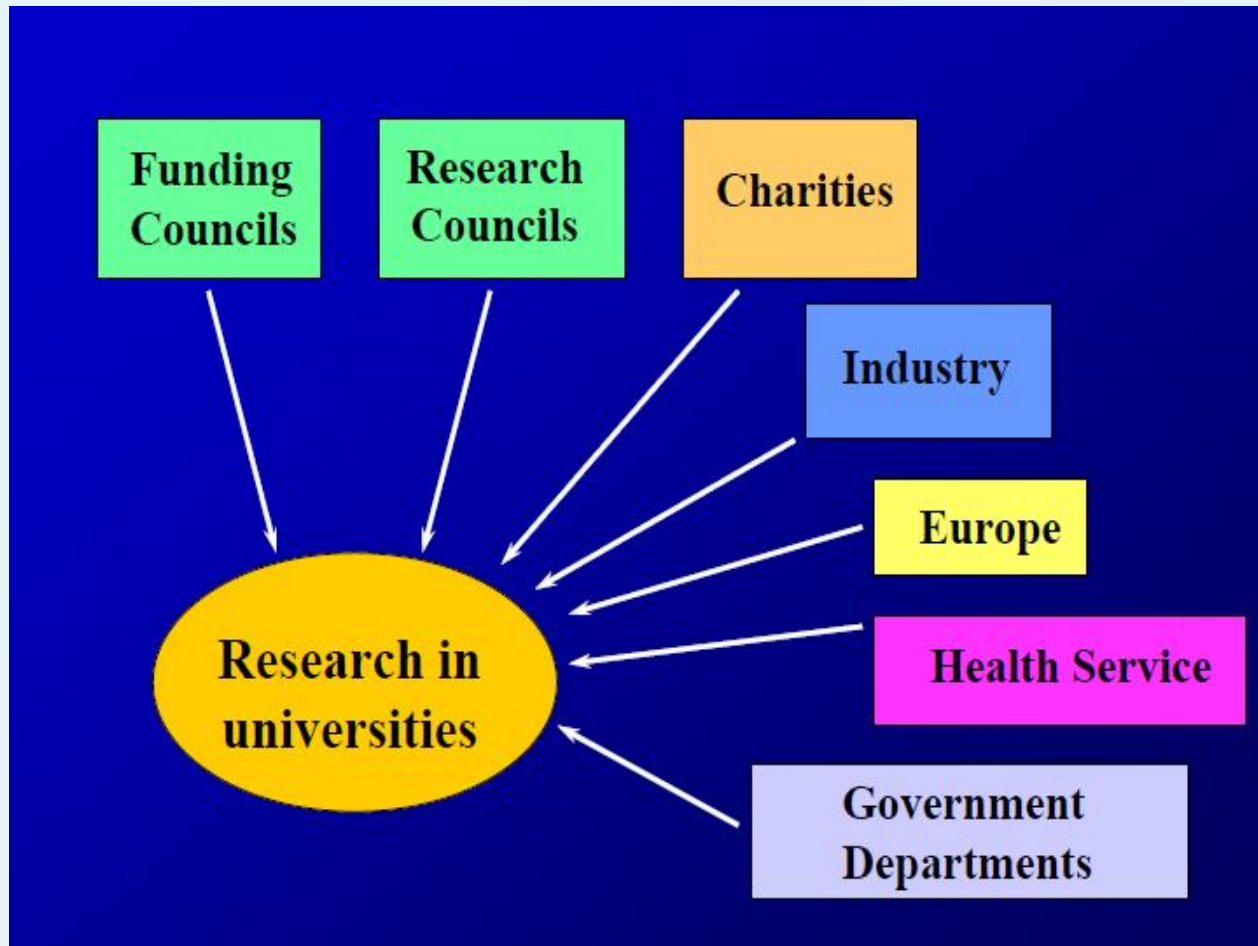 Funding
Councils
Research
Councils
Charities
Industry
Europe
Health Service
Government
Departments
Research in
universities